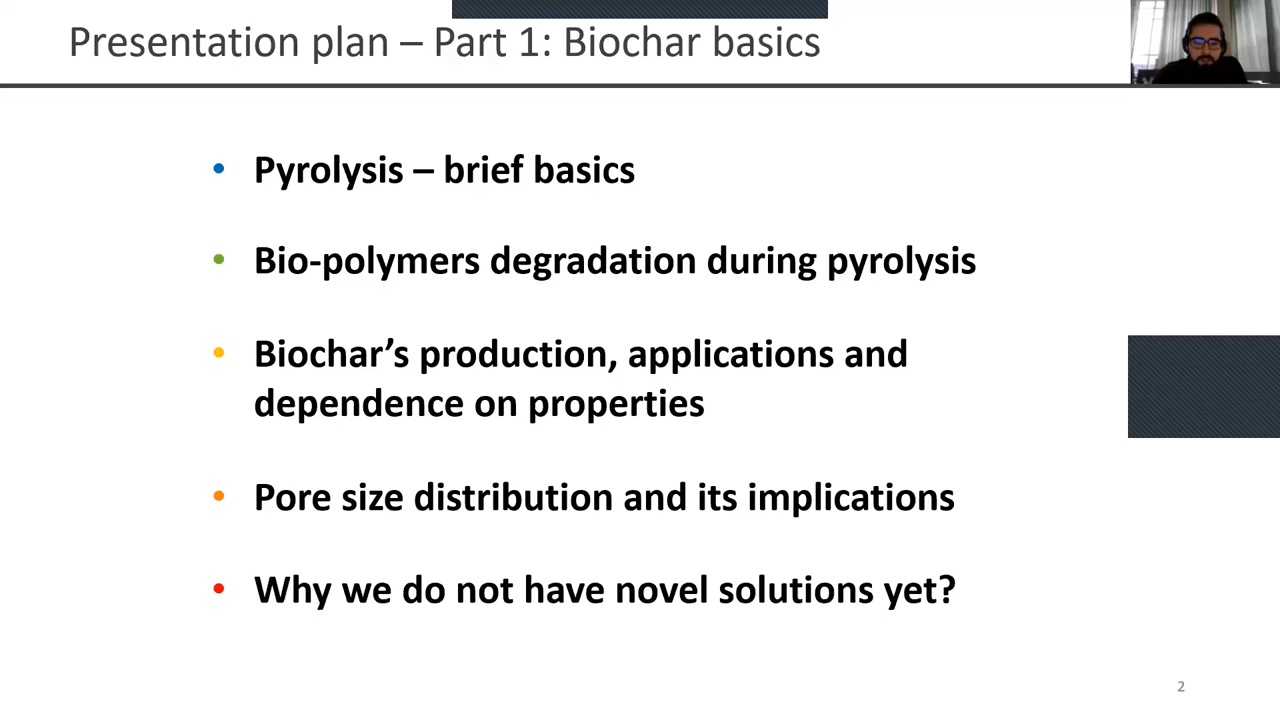 Presentation plan – Part 1: Biochar basics
• Pyrolysis – brief basics
• Bio-polymers degradation during pyrolysis
• Biochar’s production, applications and
dependence on properties
• Pore size distribution and its implications
• Why we do not have novel solutions yet?
2